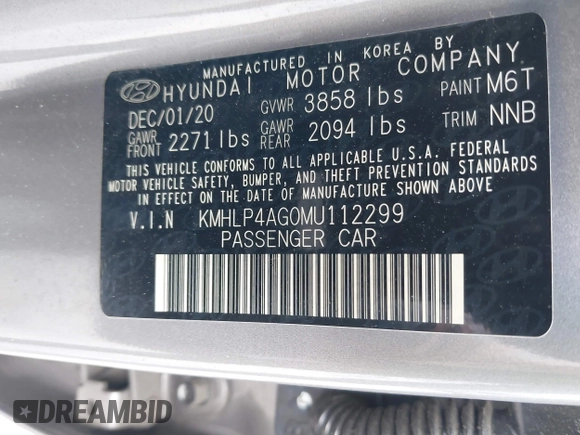 MANUFACTURED IN KOREA BY
HYUNDAI MOTOR COMPANY
DEC/01/20 GVWR 3858 lbs PAINT M6T
GAWR FRONT 2271 lbs GAWR REAR 2094 lbs TRIM NNB
THIS VEHICLE CONFORMS TO ALL APPLICABLE U.S.A. FEDERAL
MOTOR VEHICLE SAFETY, BUMPER, AND THEFT PREVENTION STANDARDS
IN EFFECT ON THE DATE OF MANUFACTURE SHOWN ABOVE.
V.I.N KMHLP4AG0MU112299
PASSENGER CAR
DREAMBID